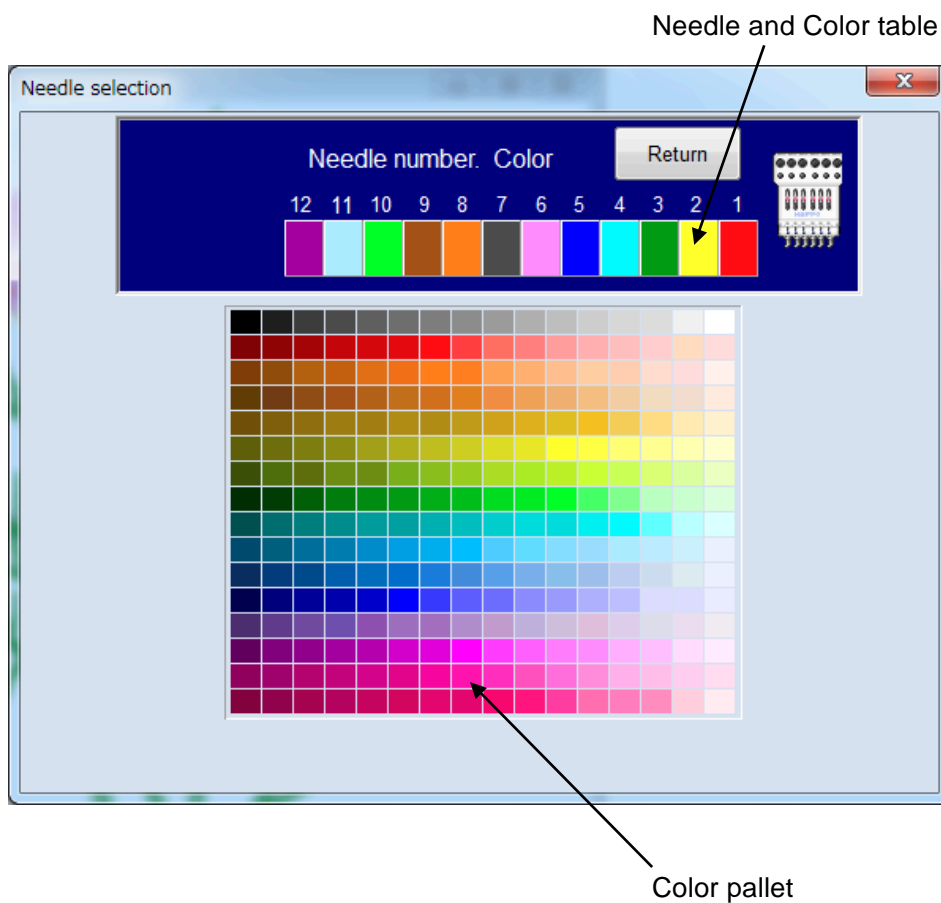 Needle and Color table
Needle selection
Needle number. Color
Return
12 11 10 9 8 7 6 5 4 3 2 1
HAPPY
Color pallet